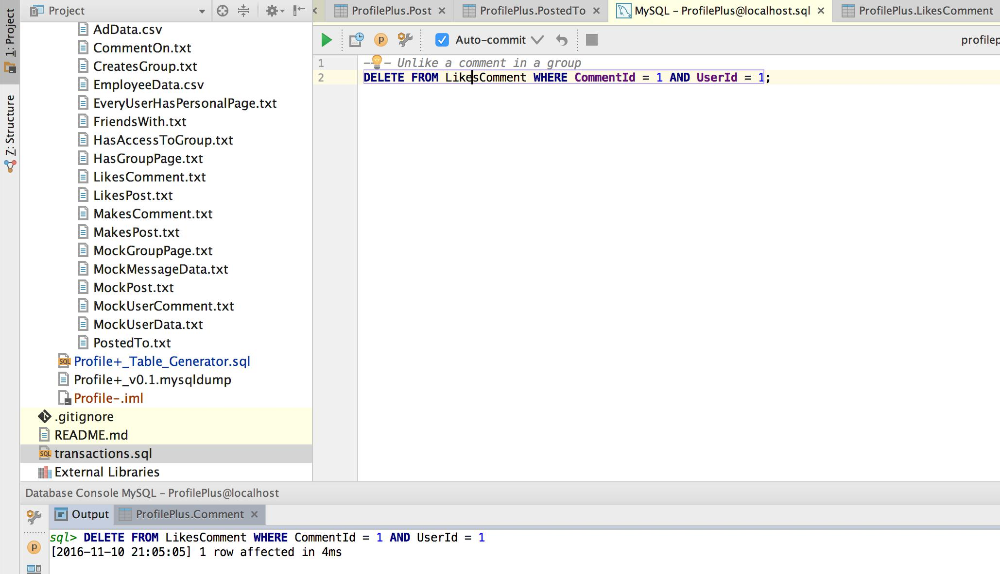 1: Project
7: Structure
Project
AdData.csv
CommentOn.txt
CreatesGroup.txt
EmployeeData.csv
EveryUserHasPersonalPage.txt
FriendsWith.txt
HasAccessToGroup.txt
HasGroupPage.txt
LikesComment.txt
LikesPost.txt
MakesComment.txt
MakesPost.txt
MockGroupPage.txt
MockMessageData.txt
MockPost.txt
MockUserComment.txt
MockUserData.txt
PostedTo.txt
SQL Profile+_Table_Generator.sql
Profile+_v0.1.mysqldump
Profile-.iml
.gitignore
README.md
SQL transactions.sql
External Libraries
ProfilePlus.Post ProfilePlus.PostedTo MySQL - ProfilePlus@localhost.sql ProfilePlus.LikesComment
p Auto-commit profilep
1 -- - Unlike a comment in a group
2 DELETE FROM LikesComment WHERE CommentId = 1 AND UserId = 1;
Database Console MySQL - ProfilePlus@localhost
Output ProfilePlus.Comment
sql> DELETE FROM LikesComment WHERE CommentId = 1 AND UserId = 1
p [2016-11-10 21:05:05] 1 row affected in 4ms